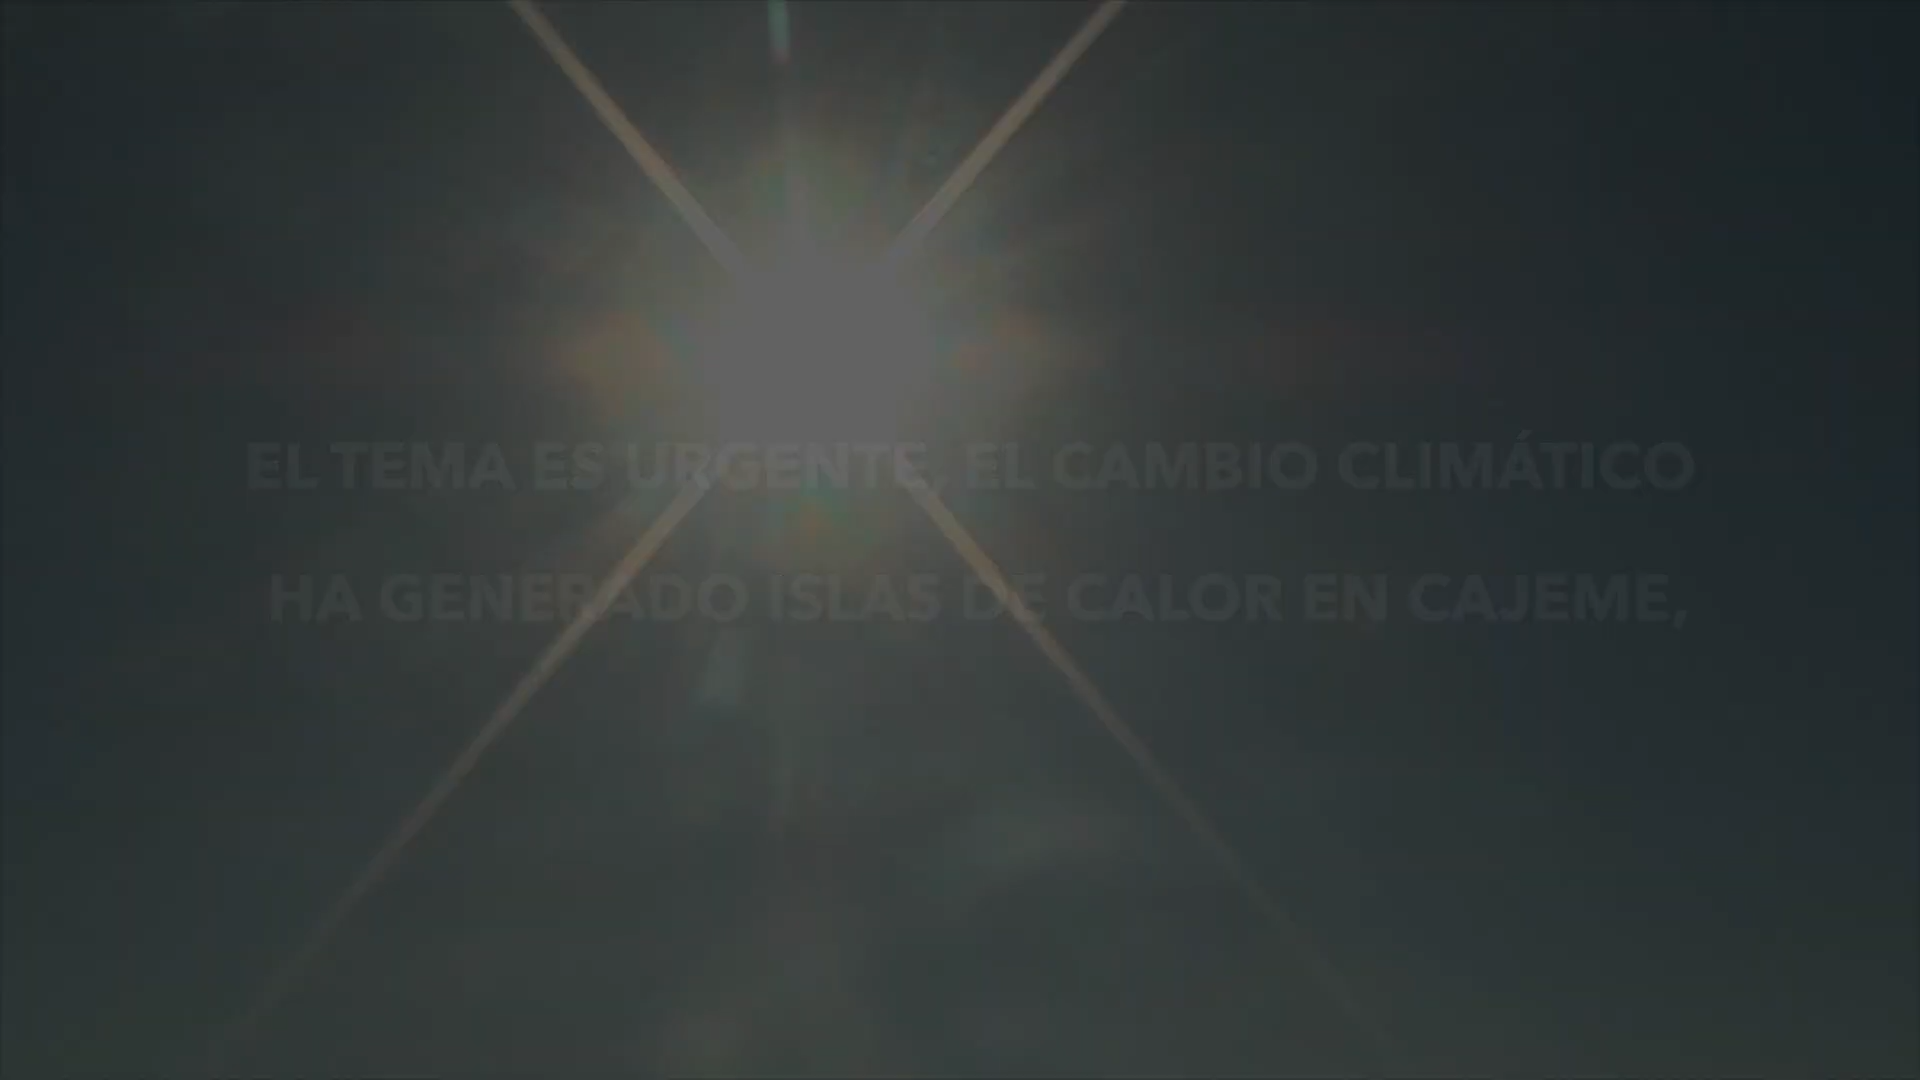 EL TEMA ES URGENTE, EL CAMBIO CLIMÁTICO
HA GENERADO ISLAS DE CALOR EN CAJEME,